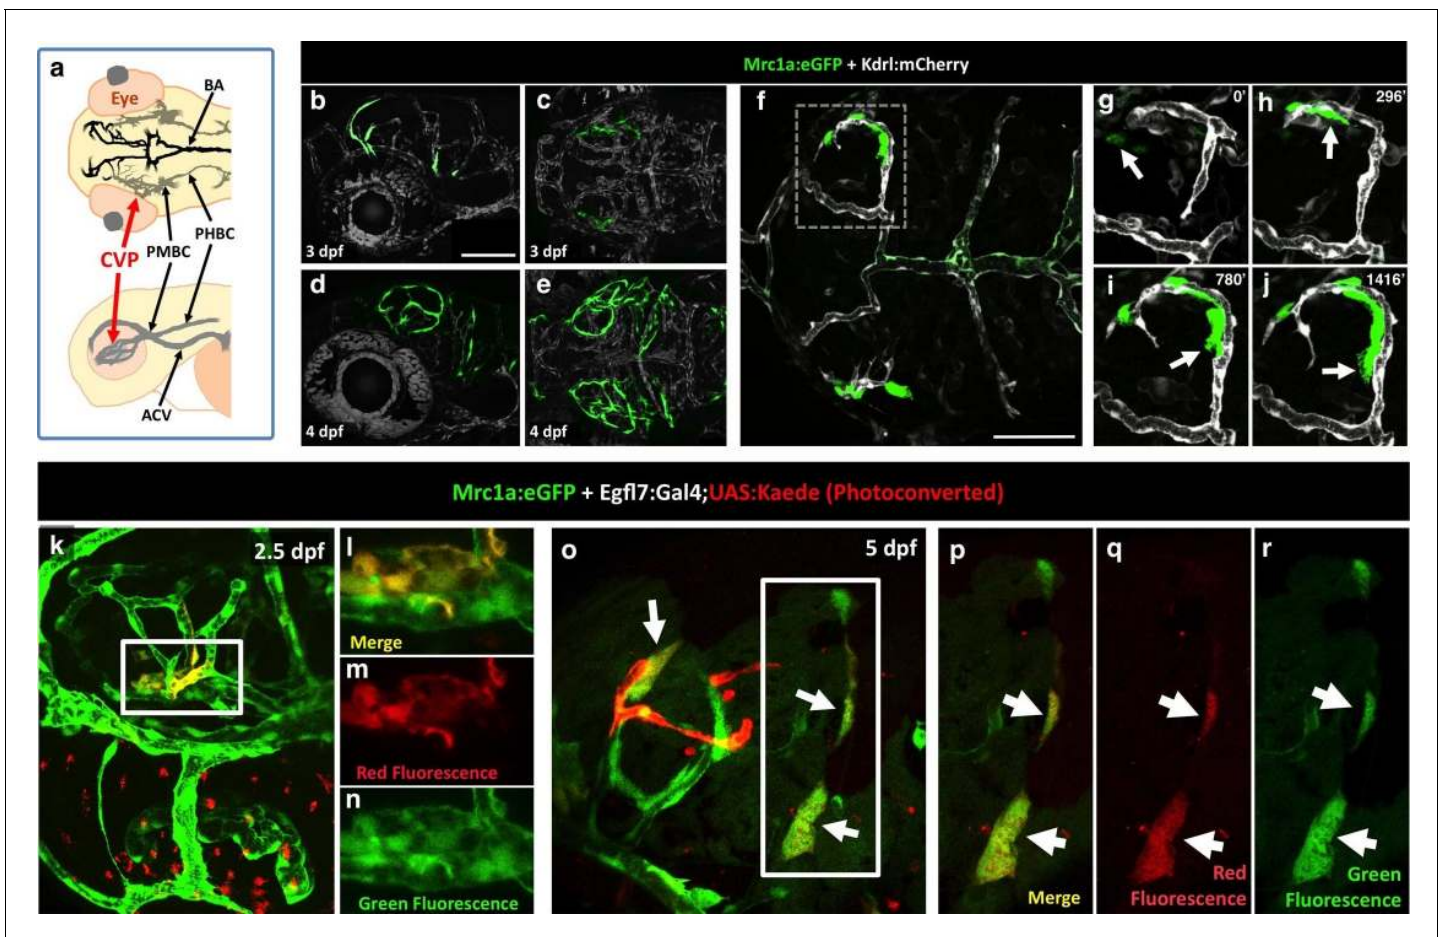 a
Eye
BA
PHBC
PMBC
CVP
ACV
Mrc1a:eGFP + Kdrl:mCherry
b
3 dpf
c
3 dpf
d
4 dpf
e
4 dpf
f
g
0'
h
296'
i
780'
j
1416'
Mrc1a:eGFP + Egfl7:Gal4;UAS:Kaede (Photoconverted)
k
2.5 dpf
l
Merge
m
Red Fluorescence
n
Green Fluorescence
o
5 dpf
p
Merge
q
Red
Fluorescence
r
Green
Fluorescence